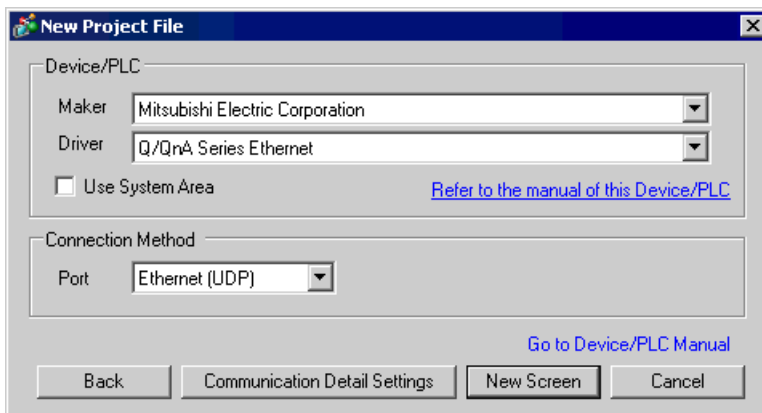 New Project File
Device/PLC
Maker Mitsubishi Electric Corporation
Driver Q/QnA Series Ethernet
Use System Area Refer to the manual of this Device/PLC
Connection Method
Port Ethernet (UDP)
Go to Device/PLC Manual
Back Communication Detail Settings New Screen Cancel